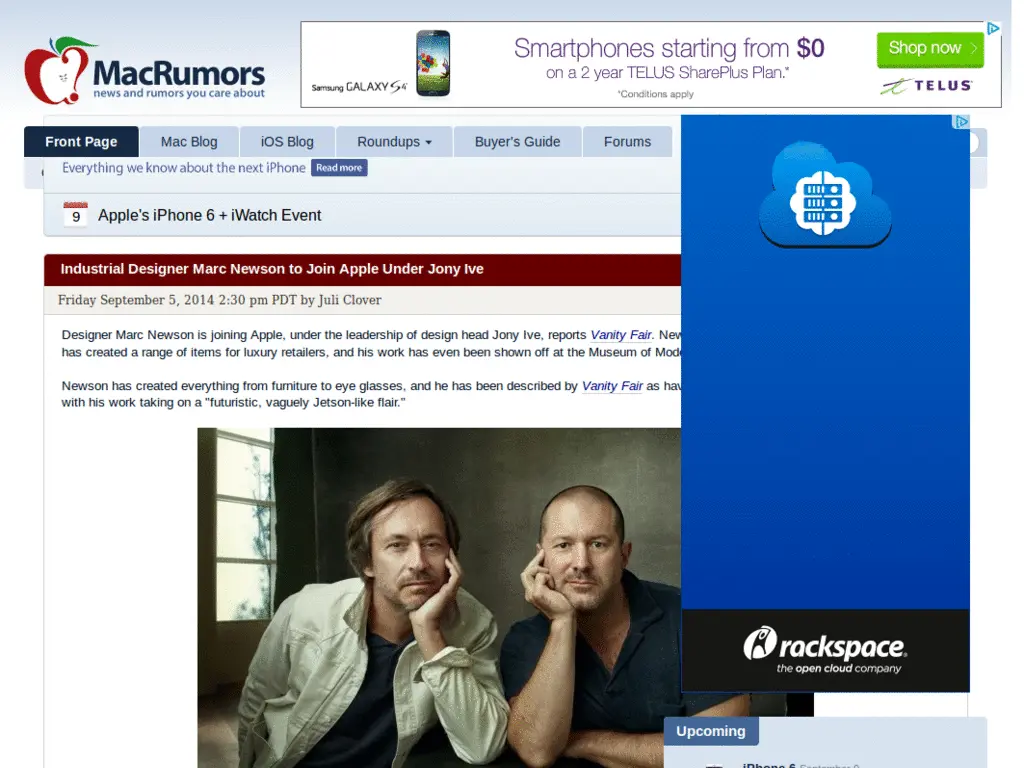 MacRumors
news and rumors you care about
SAMSUNG GALAXY S4
Smartphones starting from $0
on a 2 year TELUS SharePlus Plan.*
*Conditions apply
Shop now
TELUS
Front Page
Mac Blog
iOS Blog
Roundups
Buyer's Guide
Forums
Everything we know about the next iPhone
Read more
9
Apple's iPhone 6 + iWatch Event
Industrial Designer Marc Newson to Join Apple Under Jony Ive
Friday September 5, 2014 2:30 pm PDT by Juli Clover
Designer Marc Newson is joining Apple, under the leadership of design head Jony Ive, reports Vanity Fair.
has created a range of items for luxury retailers, and his work has even been shown off at the Museum of
Newson has created everything from furniture to eye glasses, and he has been described by Vanity Fair as
with his work taking on a "futuristic, vaguely Jetson-like flair."
rackspace.
the open cloud company
Upcoming
iPhone 6 September 9